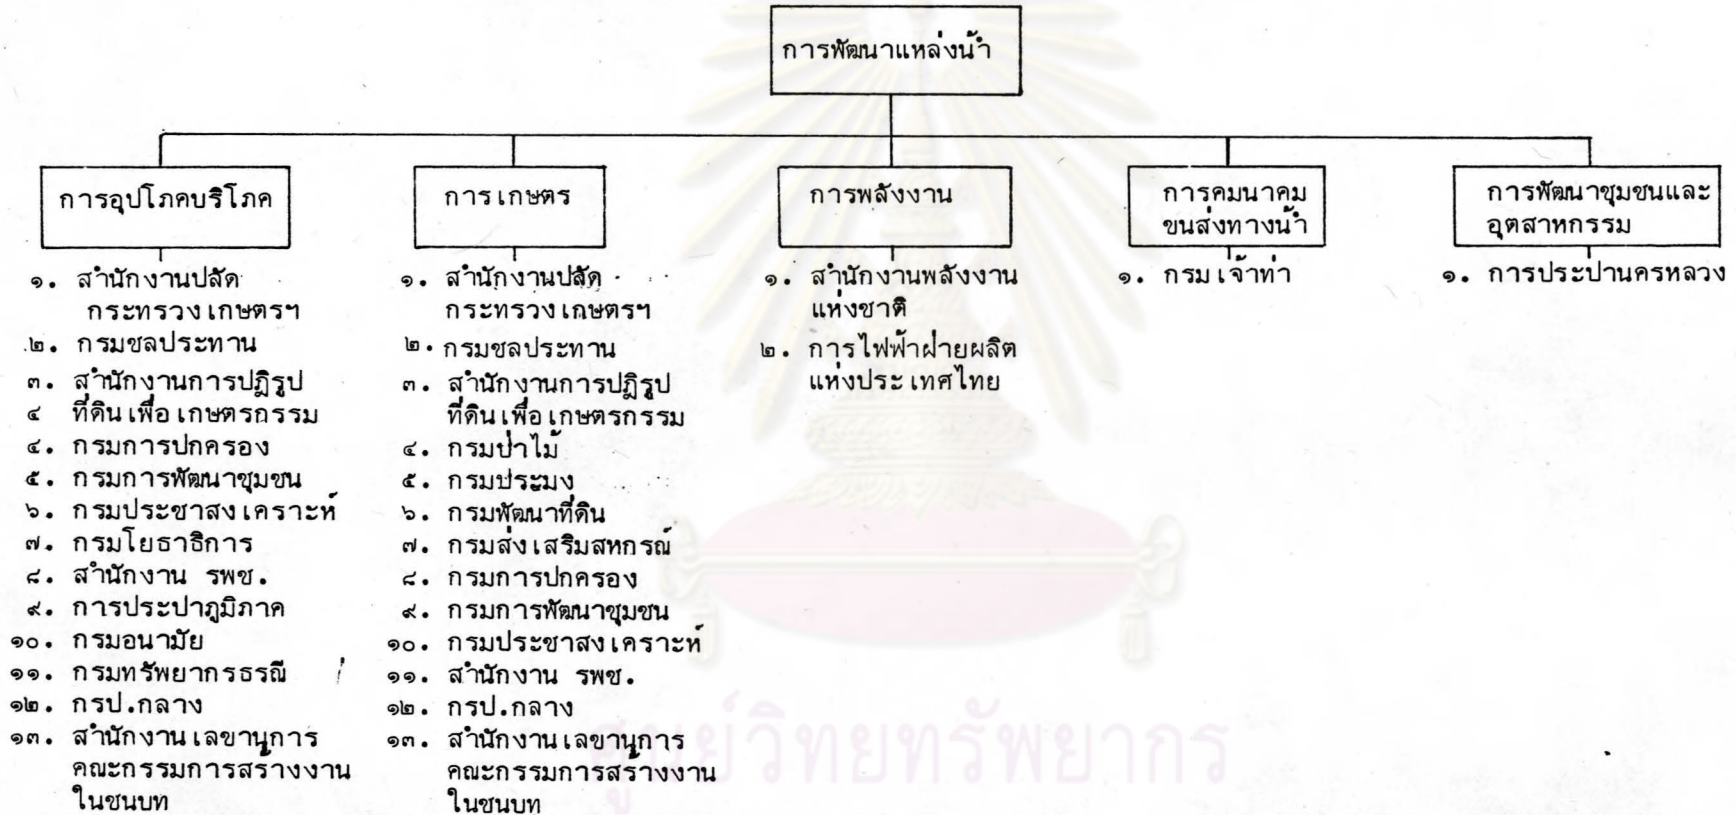 การพัฒนาแหล่งน้ำ
การอุปโภคบริโภค
๑. สำนักงานปลัด
กระทรวงเกษตรฯ
๒. กรมชลประทาน
๓. สำนักงานการปฏิรูป
๔ ที่ดินเพื่อเกษตรกรรม
๔. กรมการปกครอง
๕. กรมการพัฒนาชุมชน
๖. กรมประชาสงเคราะห์
๗. กรมโยธาธิการ
๘. สำนักงาน รพช.
๙. การประปาภูมิภาค
๑๐. กรมอนามัย
๑๑. กรมทรัพยากรธรณี
๑๒. กรป.กลาง
๑๓. สำนักงานเลขานุการ
คณะกรรมการสร้างงาน
ในชนบท
การเกษตร
๑. สำนักงานปลัด
กระทรวงเกษตรฯ
๒. กรมชลประทาน
๓. สำนักงานการปฏิรูป
ที่ดินเพื่อเกษตรกรรม
๔. กรมป่าไม้
๕. กรมประมง
๖. กรมพัฒนาที่ดิน
๗. กรมส่งเสริมสหกรณ์
๘. กรมการปกครอง
๙. กรมการพัฒนาชุมชน
๑๐. กรมประชาสงเคราะห์
๑๑. สำนักงาน รพช.
๑๒. กรป.กลาง
๑๓. สำนักงานเลขานุการ
คณะกรรมการสร้างงาน
ในชนบท
การพลังงาน
๑. สำนักงานพลังงาน
แห่งชาติ
๒. การไฟฟ้าฝ่ายผลิต
แห่งประเทศไทย
การคมนาคม
ขนส่งทางน้ำ
๑. กรมเจ้าท่า
การพัฒนาชุมชนและ
อุตสาหกรรม
๑. การประปานครหลวง
ศูนย์วิทยทรัพยากร